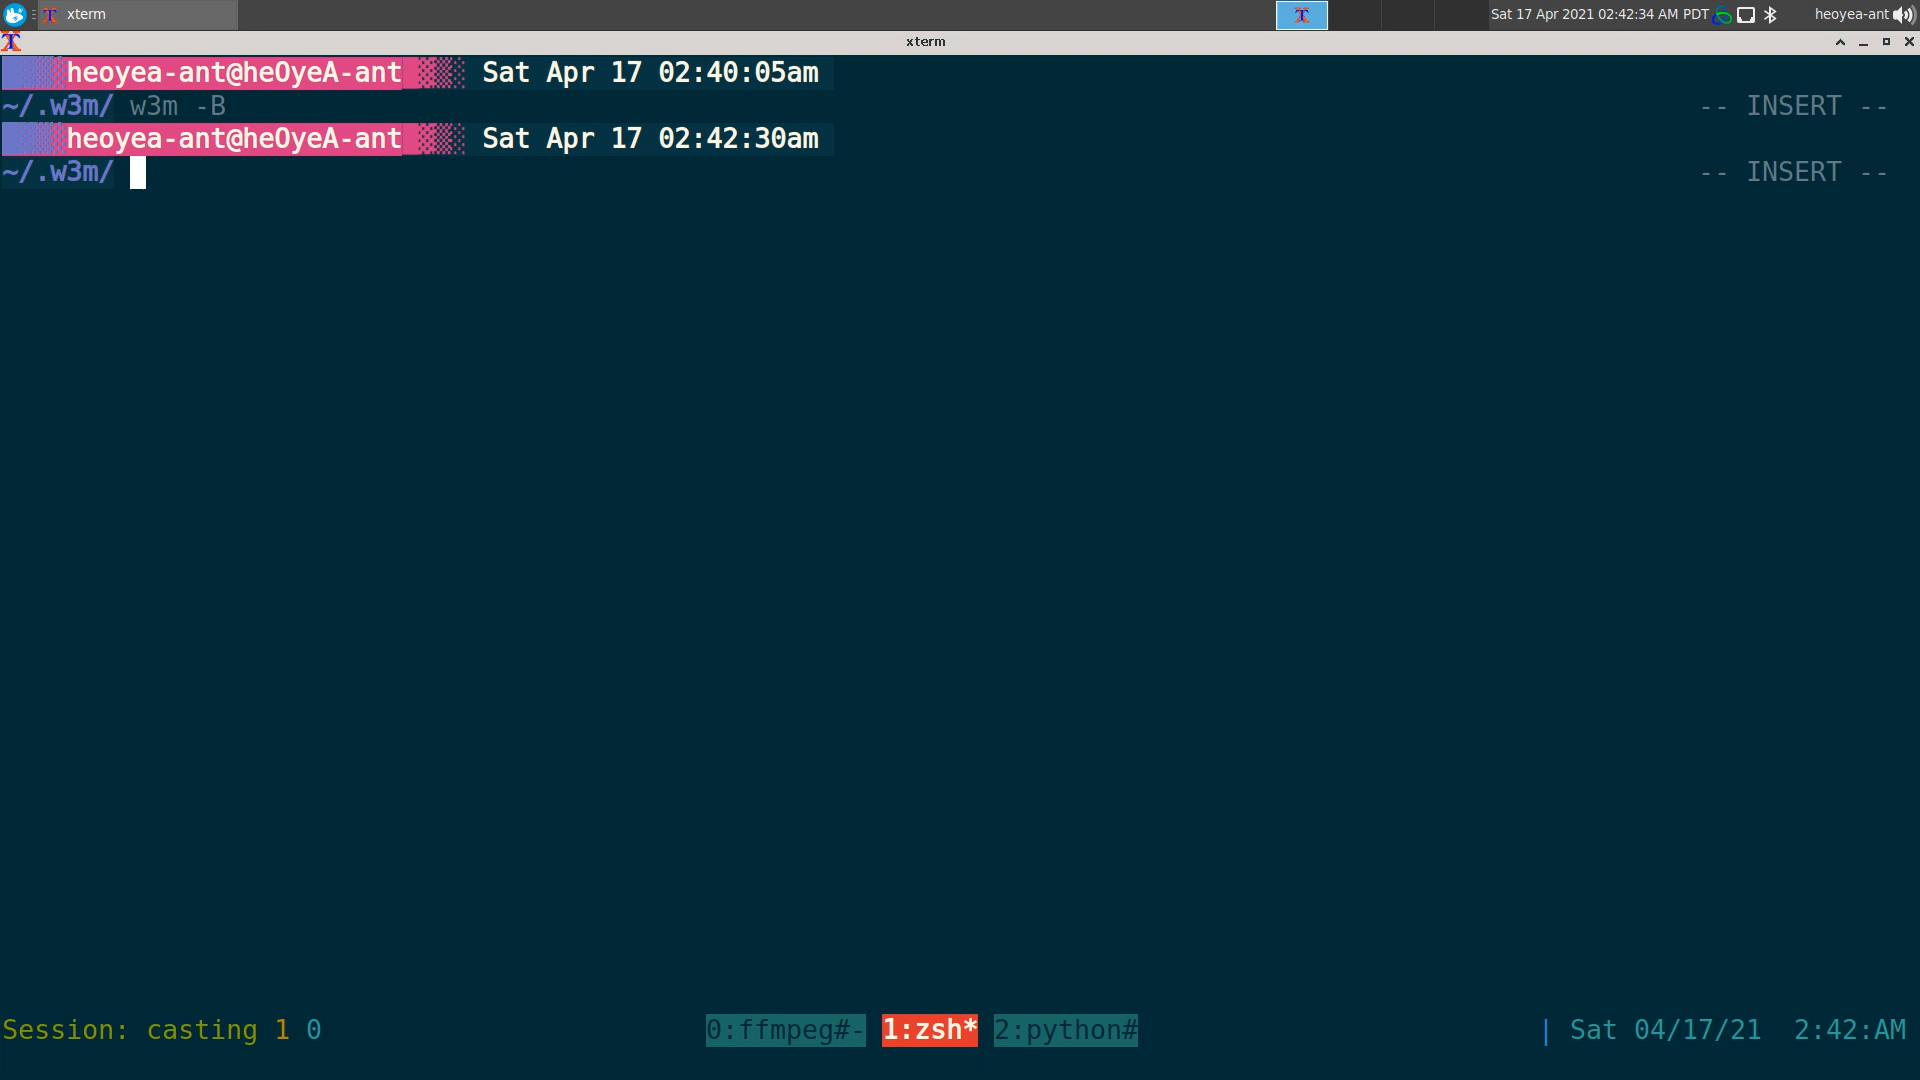 xterm Sat 17 Apr 2021 02:42:34 AM PDT heoyea-ant
xterm
heoyea-ant@heOyeA-ant Sat Apr 17 02:40:05am
~/.w3m/ w3m -B -- INSERT --
heoyea-ant@heOyeA-ant Sat Apr 17 02:42:30am
~/.w3m/ -- INSERT --
Session: casting 1 0 0:ffmpeg#- 1:zsh* 2:python# | Sat 04/17/21 2:42:AM